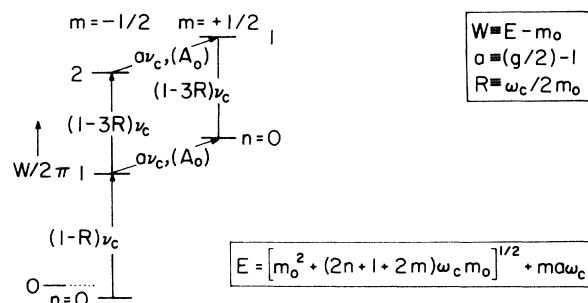 m=-1/2 m=+1/2
W≡E-m₀
a≡(g/2)-1
R≡ω_c/2m₀
aν_c,(A₀) 1
2
(1-3R)ν_c (1-3R)ν_c
aν_c,(A₀) n=0
W/2π 1
(1-R)ν_c
E=[m₀²+(2n+1+2m)ω_c m₀]^{1/2}+maω_c
0
n=0